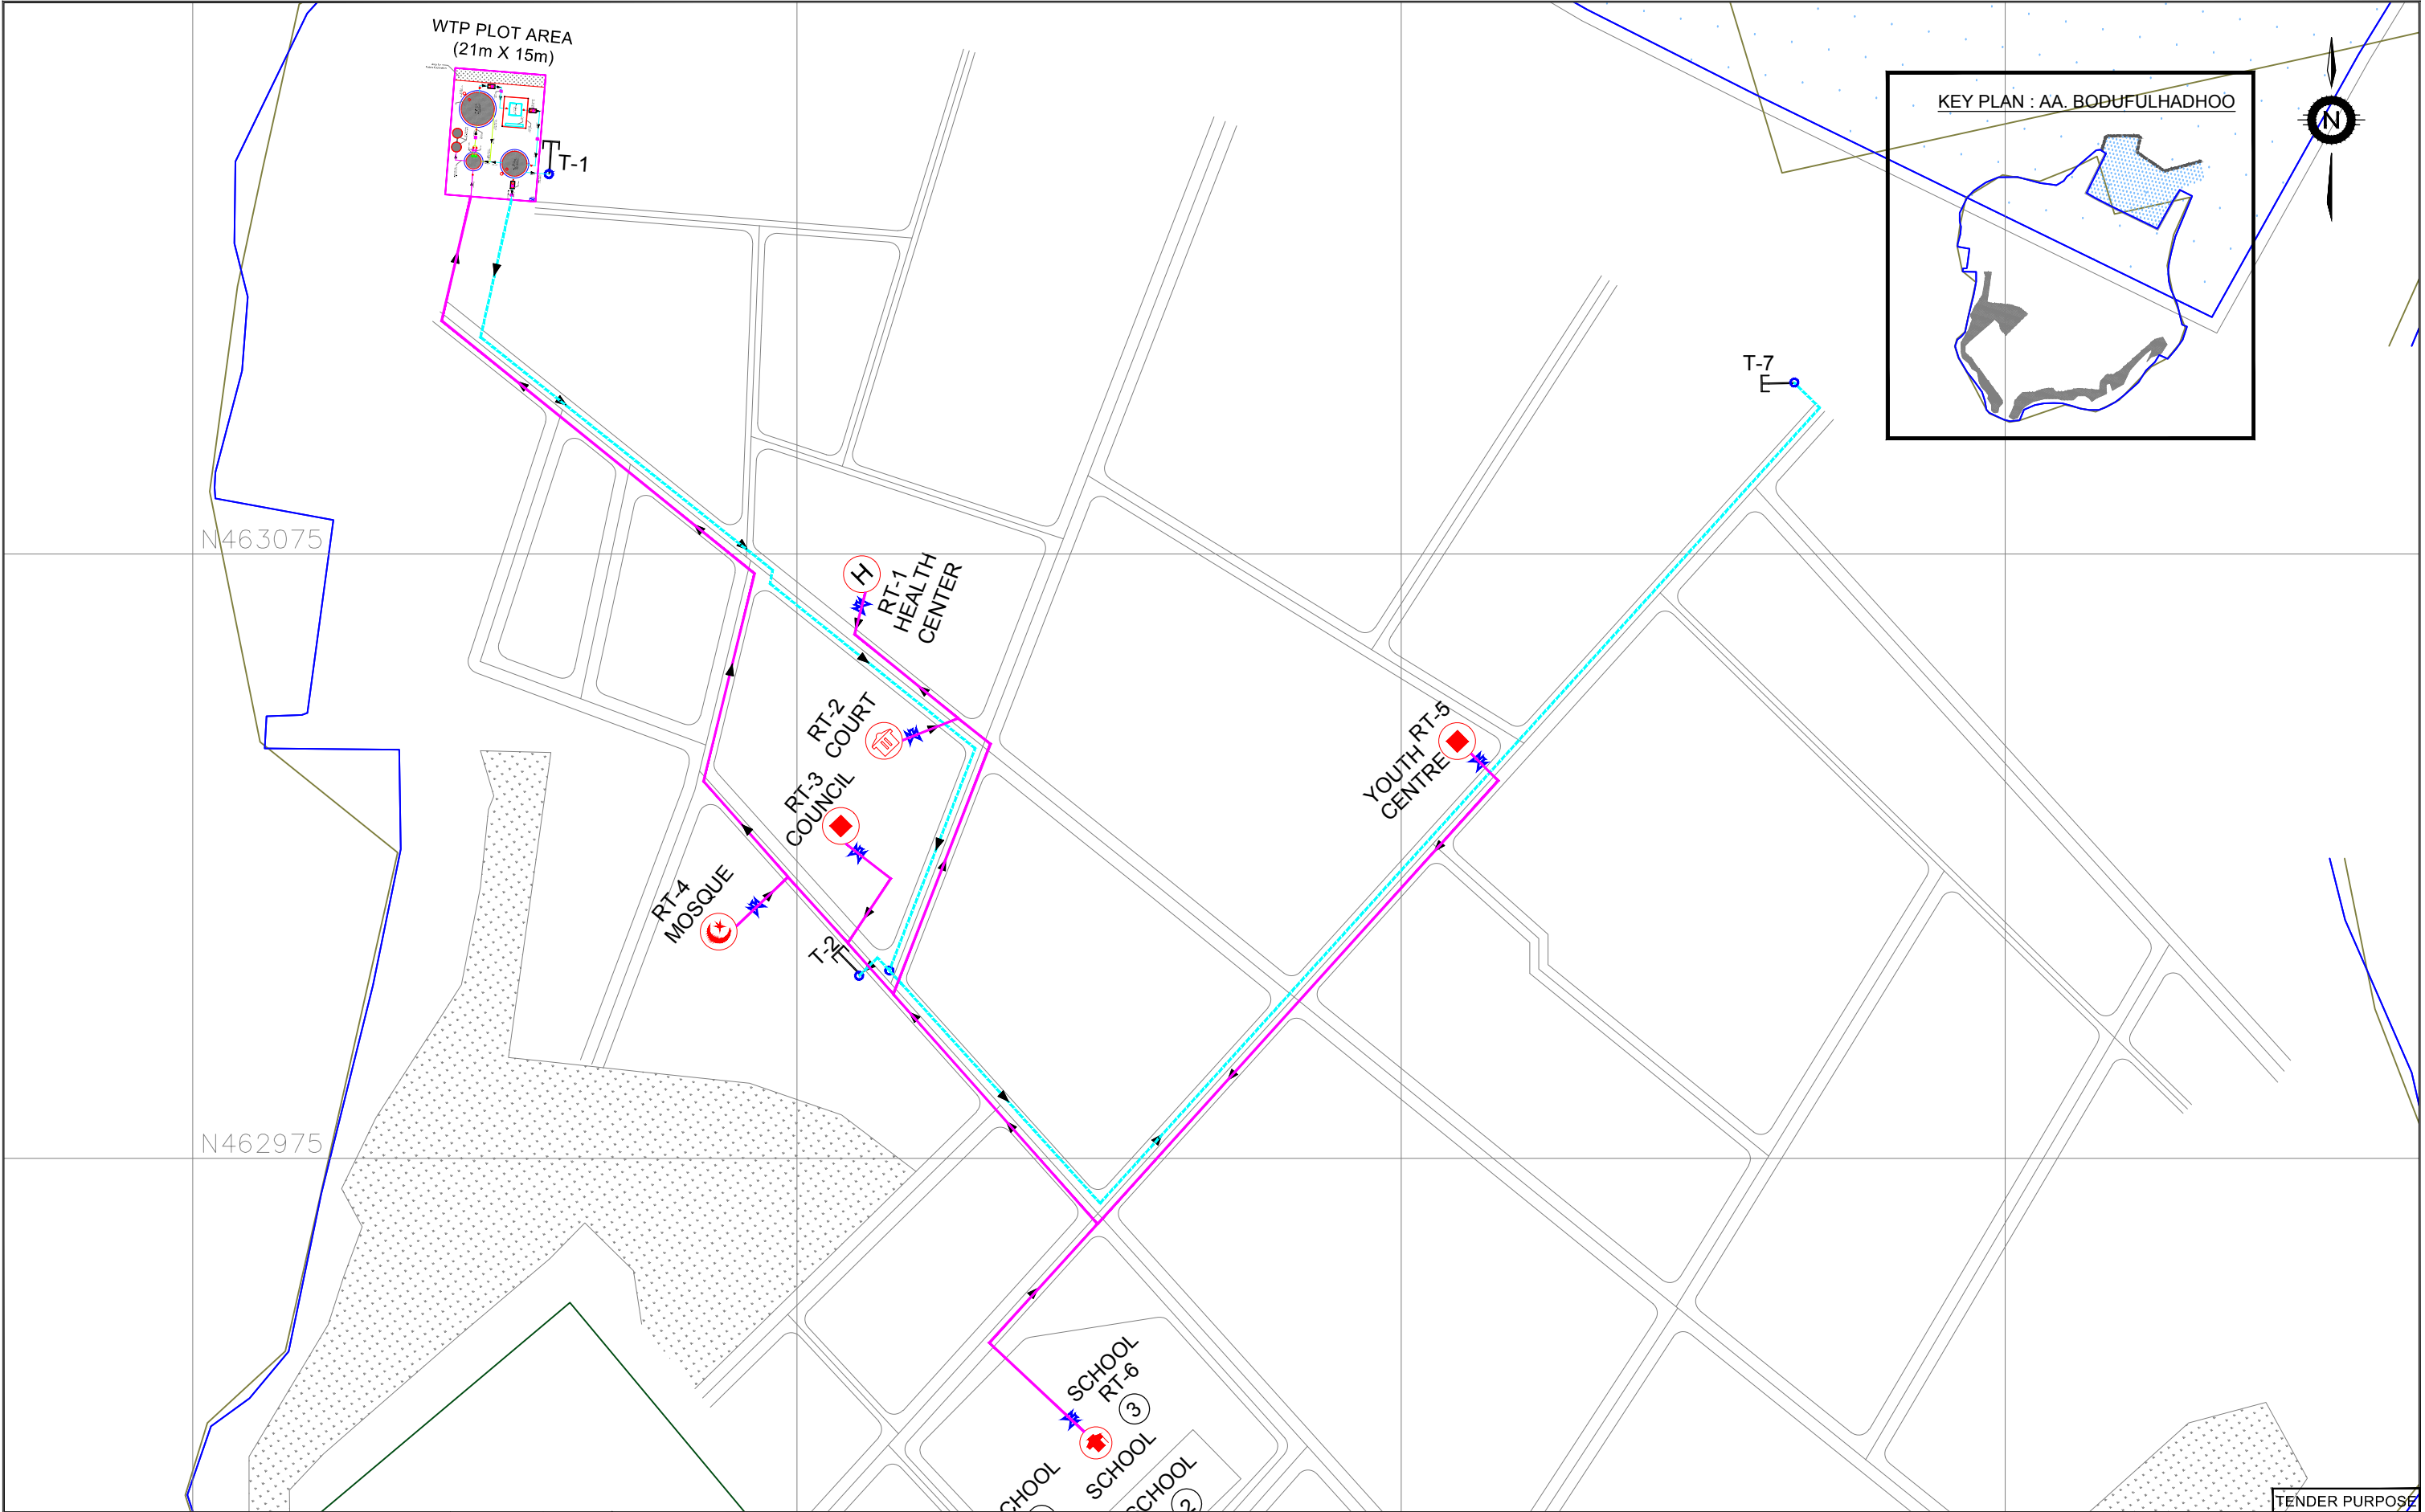 WTP PLOT AREA
(21m X 15m)
T-1
KEY PLAN : AA. BODUFULHADHOO
N
T-7
E
N463075
H
RT-1
HEALTH
CENTER
RT-2
COURT
RT-3
COUNCIL
RT-4
MOSQUE
T-2
RT-5
YOUTH
CENTRE
N462975
SCHOOL
RT-6
3
SCHOOL
CHOOL
SCHOOL
2
TENDER PURPOSE